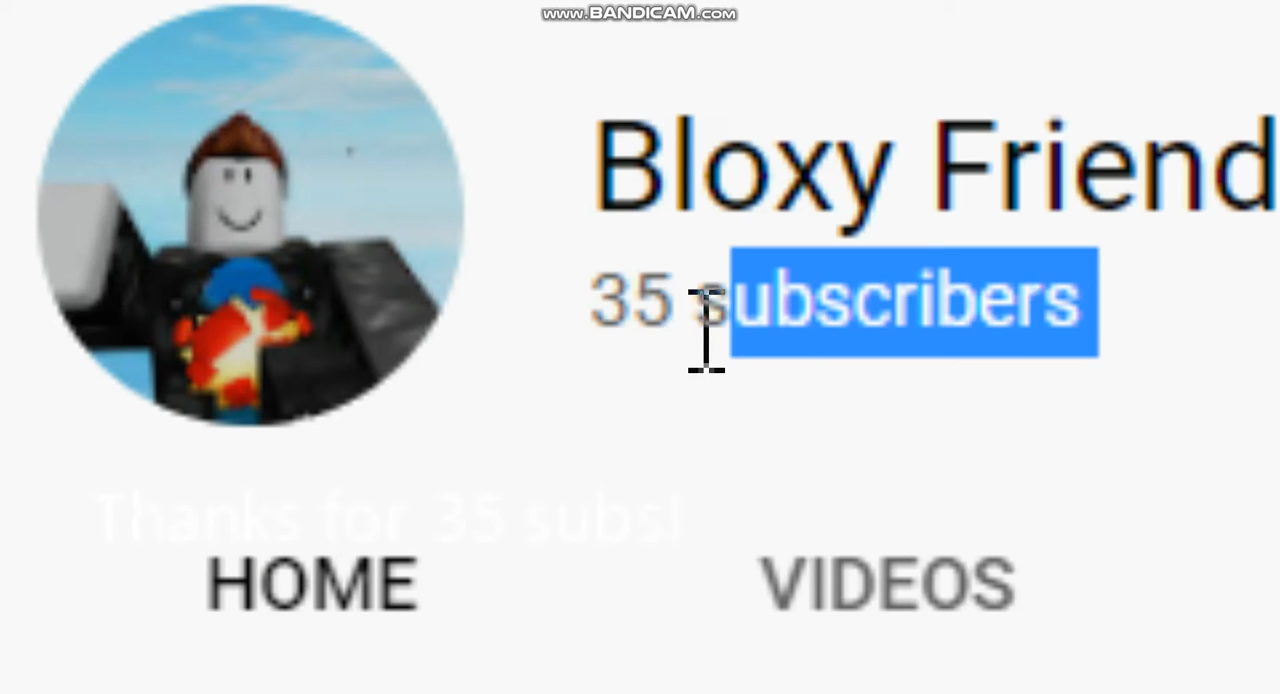 www.BANDICAM.com
Bloxy Friend
35 subscribers
Thanks for 35 subs!
HOME
VIDEOS